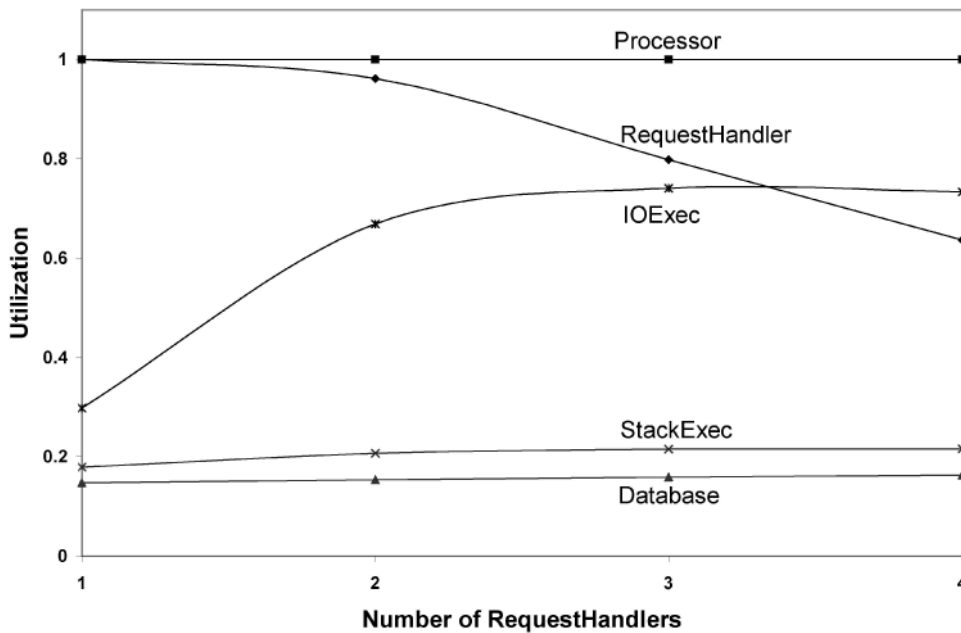 Processor
1
RequestHandler
0.8
IOExec
0.6
Utilization
0.4
StackExec
0.2
Database
0
1 2 3 4
Number of RequestHandlers